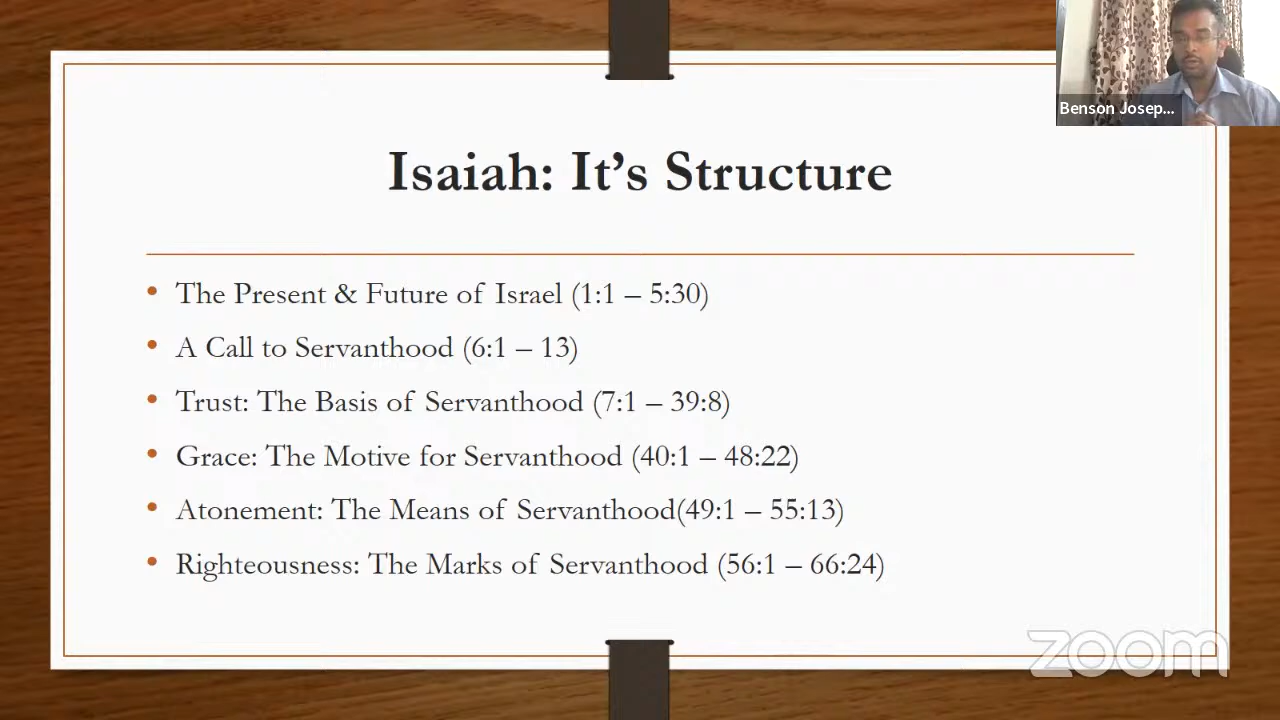 Benson Josep...
Isaiah: It’s Structure
• The Present & Future of Israel (1:1 – 5:30)
• A Call to Servanthood (6:1 – 13)
• Trust: The Basis of Servanthood (7:1 – 39:8)
• Grace: The Motive for Servanthood (40:1 – 48:22)
• Atonement: The Means of Servanthood(49:1 – 55:13)
• Righteousness: The Marks of Servanthood (56:1 – 66:24)
zoom